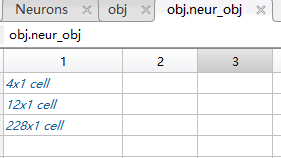 Neurons obj obj.neur_obj
obj.neur_obj
1 2 3
4x1 cell
12x1 cell
228x1 cell